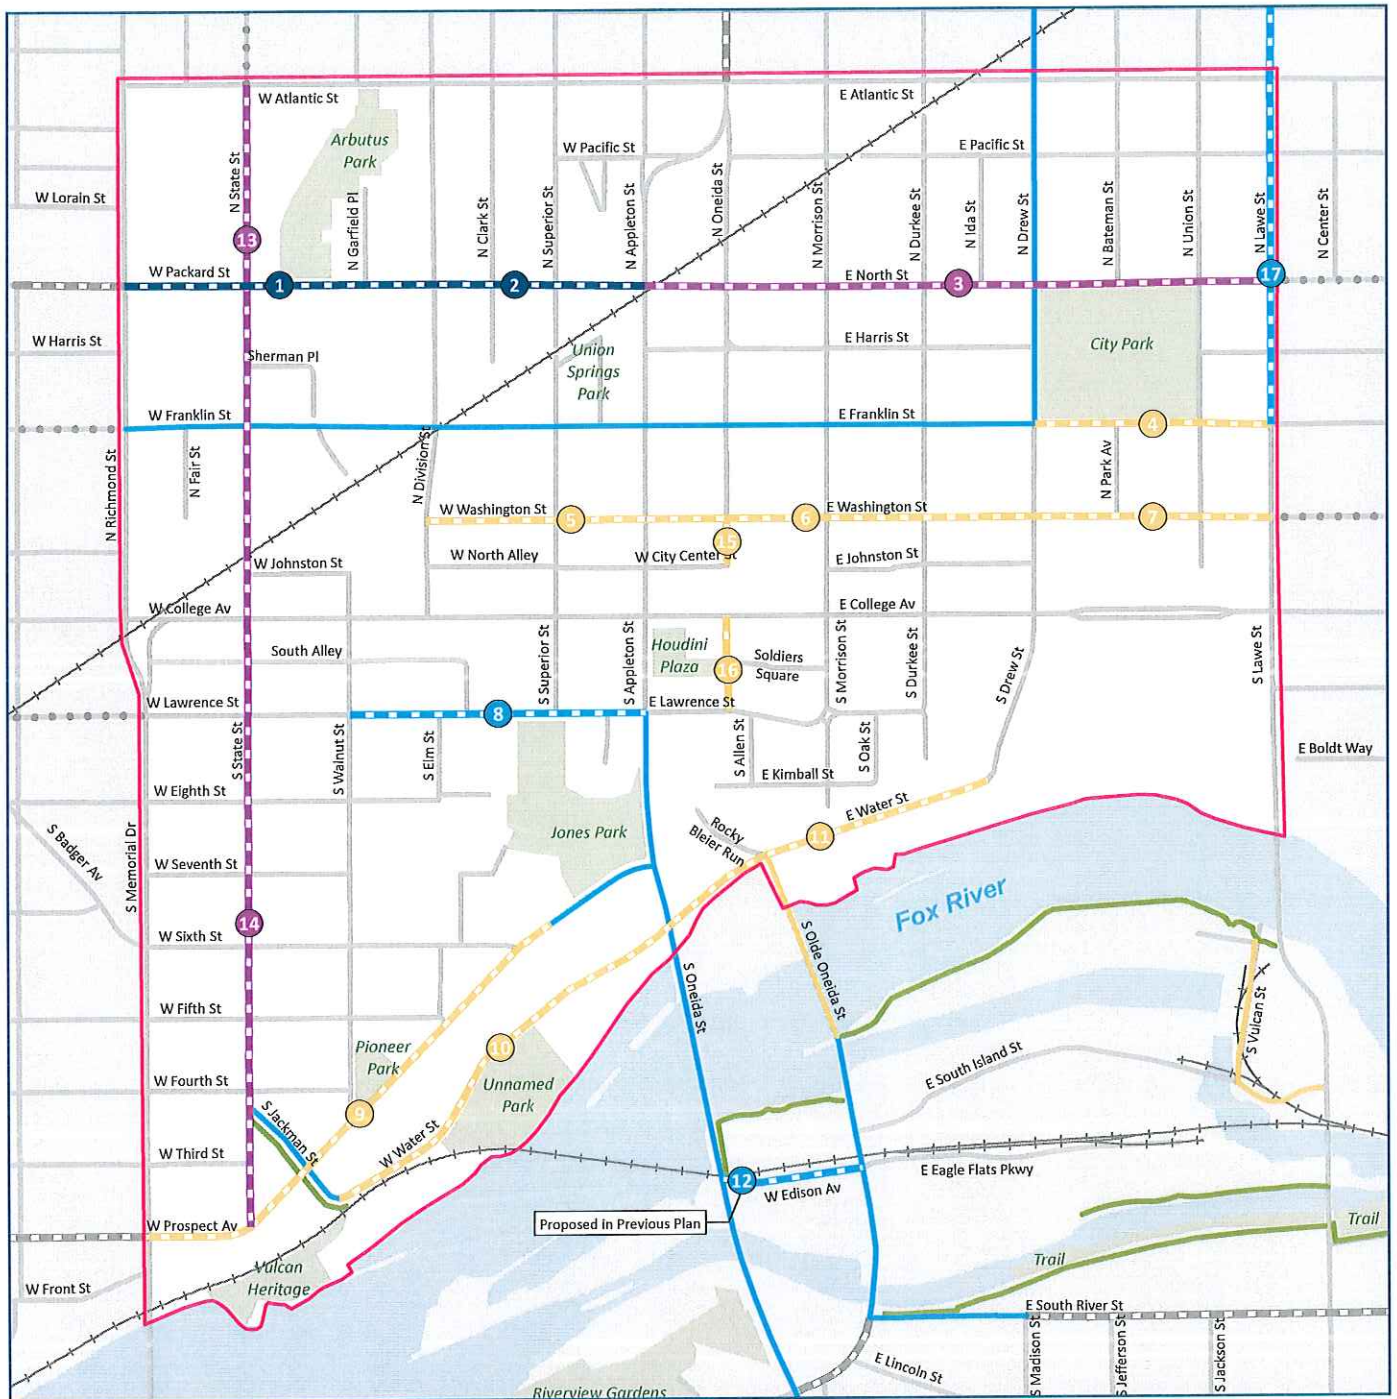 W Atlantic St
E Atlantic St
Arbutus
Park
W Pacific St
E Pacific St
N State St
W Lorain St
N Garfield Pl
N Clark St
N Superior St
N Appleton St
N Oneida St
N Morrison St
N Durkee St
N Ida St
N Drew St
N Bateman St
N Union St
N Lawe St
N Center St
13
W Packard St
1
2
E North St
3
17
W Harris St
Sherman Pl
Union
Springs
Park
E Harris St
City Park
W Franklin St
E Franklin St
4
N Richmond St
N Fair St
N Division St
N Park Av
W Washington St
5
6
E Washington St
7
15
W North Alley
W City Center St
E Johnston St
W Johnston St
W College Av
E College Av
South Alley
S Superior St
S Appleton St
Houdini
Plaza
16
Soldiers
Square
S Morrison St
S Durkee St
S Drew St
S Lawe St
W Lawrence St
8
E Lawrence St
S State St
S Walnut St
S Elm St
S Allen St
S Oak St
E Boldt Way
E Kimball St
W Eighth St
E Water St
11
S Badger Av
S Memorial Dr
Jones Park
Rocky
Bleier Run
W Seventh St
Fox River
14
W Sixth St
S Oneida St
S Olde Oneida St
W Fifth St
S Vulcan St
Pioneer
Park
10
Unnamed
Park
E South Island St
W Fourth St
9
S Jackman St
W Water St
W Third St
E Eagle Flats Pkwy
12
W Edison Av
Proposed in Previous Plan
W Prospect Av
Trail
Trail
Vulcan
Heritage
W Front St
E South River St
S Madison St
S Jefferson St
S Jackson St
E Lincoln St
Riverview Gardens